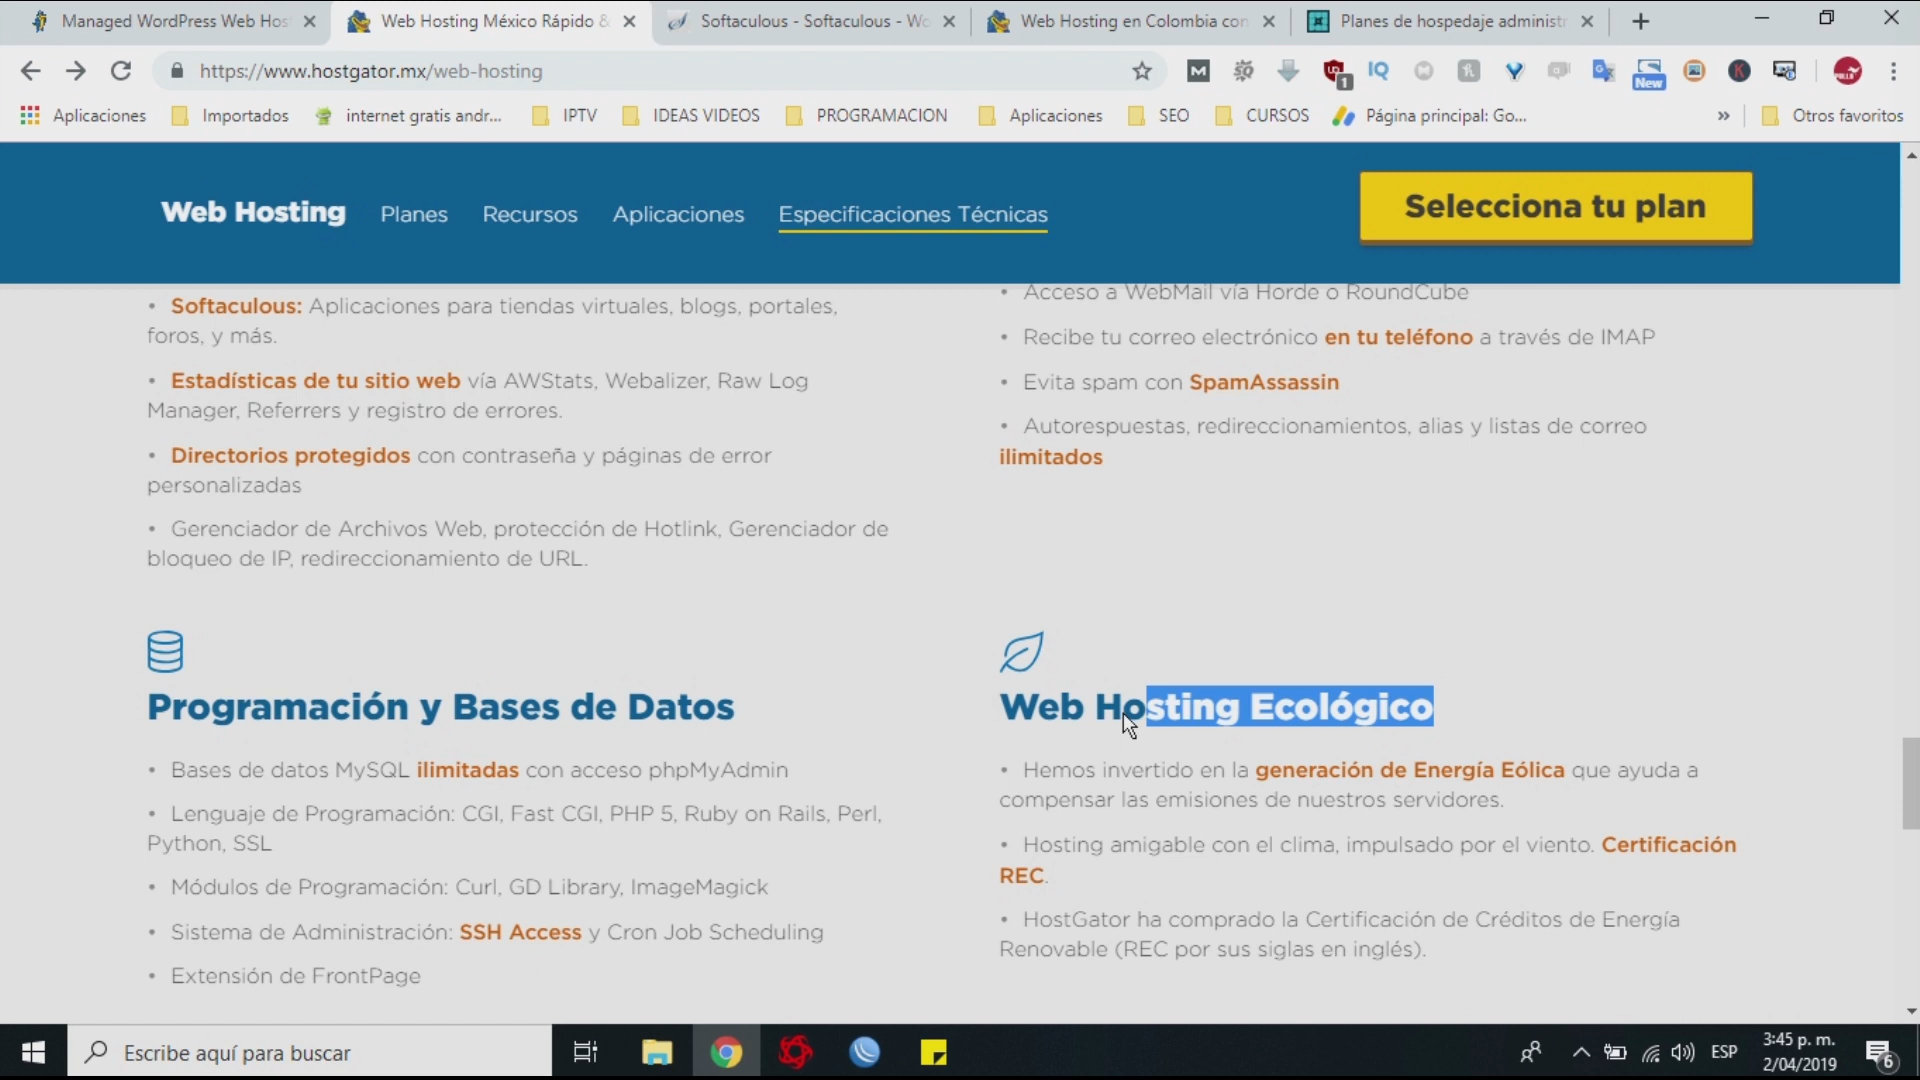 Managed WordPress Web Hos
Web Hosting México Rápido &
Softaculous - Softaculous - Wo
Web Hosting en Colombia con
Planes de hospedaje administr
https://www.hostgator.mx/web-hosting
M
1
IQ
New
K
Aplicaciones
Importados
internet gratis andr...
IPTV
IDEAS VIDEOS
PROGRAMACION
Aplicaciones
SEO
CURSOS
Página principal: Go...
»
Otros favoritos
Web Hosting
Planes
Recursos
Aplicaciones
Especificaciones Técnicas
Selecciona tu plan
• Softaculous: Aplicaciones para tiendas virtuales, blogs, portales,
foros, y más.
• Estadísticas de tu sitio web vía AWStats, Webalizer, Raw Log
Manager, Referrers y registro de errores.
• Directorios protegidos con contraseña y páginas de error
personalizadas
• Gerenciador de Archivos Web, protección de Hotlink, Gerenciador de
bloqueo de IP, redireccionamiento de URL.
• Acceso a WebMail vía Horde o RoundCube
• Recibe tu correo electrónico en tu teléfono a través de IMAP
• Evita spam con SpamAssassin
• Autorespuestas, redireccionamientos, alias y listas de correo
ilimitados
Programación y Bases de Datos
• Bases de datos MySQL ilimitadas con acceso phpMyAdmin
• Lenguaje de Programación: CGI, Fast CGI, PHP 5, Ruby on Rails, Perl,
Python, SSL
• Módulos de Programación: Curl, GD Library, ImageMagick
• Sistema de Administración: SSH Access y Cron Job Scheduling
• Extensión de FrontPage
Web Hosting Ecológico
• Hemos invertido en la generación de Energía Eólica que ayuda a
compensar las emisiones de nuestros servidores.
• Hosting amigable con el clima, impulsado por el viento. Certificación
REC.
• HostGator ha comprado la Certificación de Créditos de Energía
Renovable (REC por sus siglas en inglés).
Escribe aquí para buscar
ESP
3:45 p. m.
2/04/2019
6